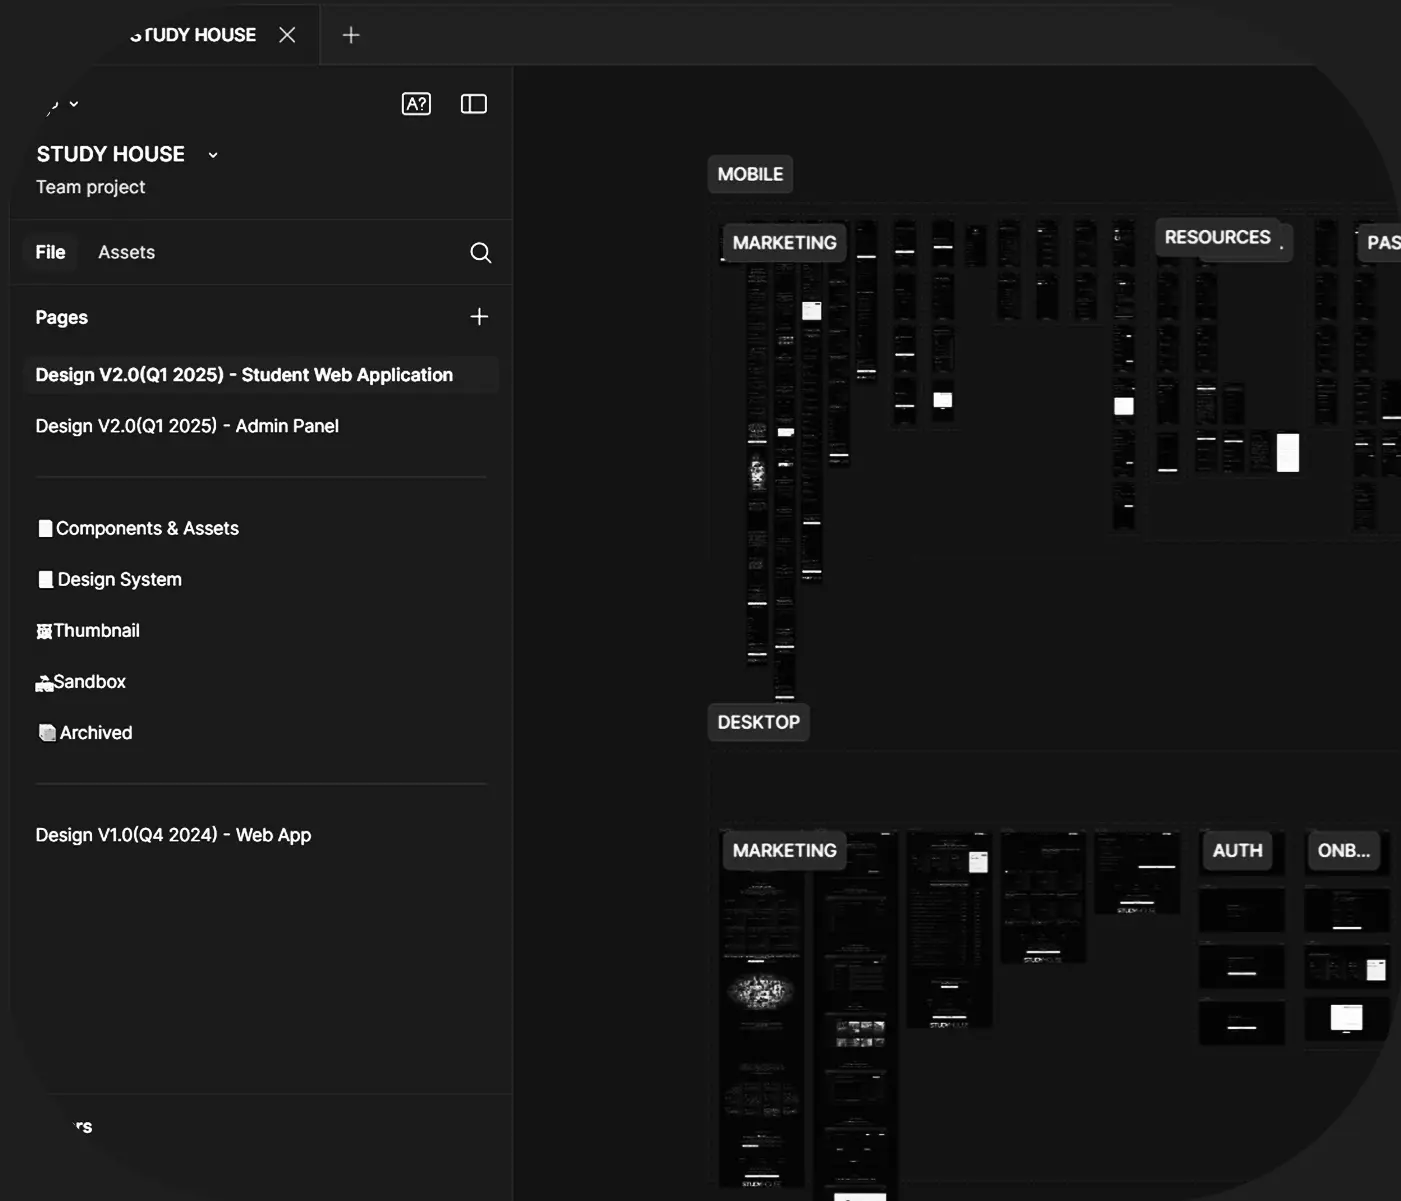 STUDY HOUSE
STUDY HOUSE
Team project
File Assets
Pages
Design V2.0(Q1 2025) - Student Web Application
Design V2.0(Q1 2025) - Admin Panel
Components & Assets
Design System
Thumbnail
Sandbox
Archived
Design V1.0(Q4 2024) - Web App
MOBILE
MARKETING
RESOURCES
PAS
DESKTOP
MARKETING
AUTH
ONB...